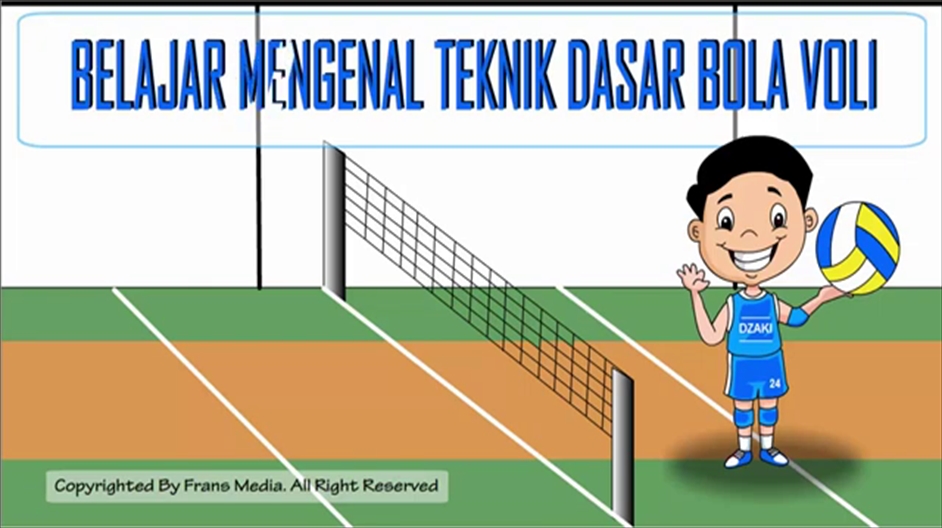 BELAJAR MENGENAL TEKNIK DASAR BOLA VOLI
DZAKI
24
Copyrighted By Frans Media. All Right Reserved